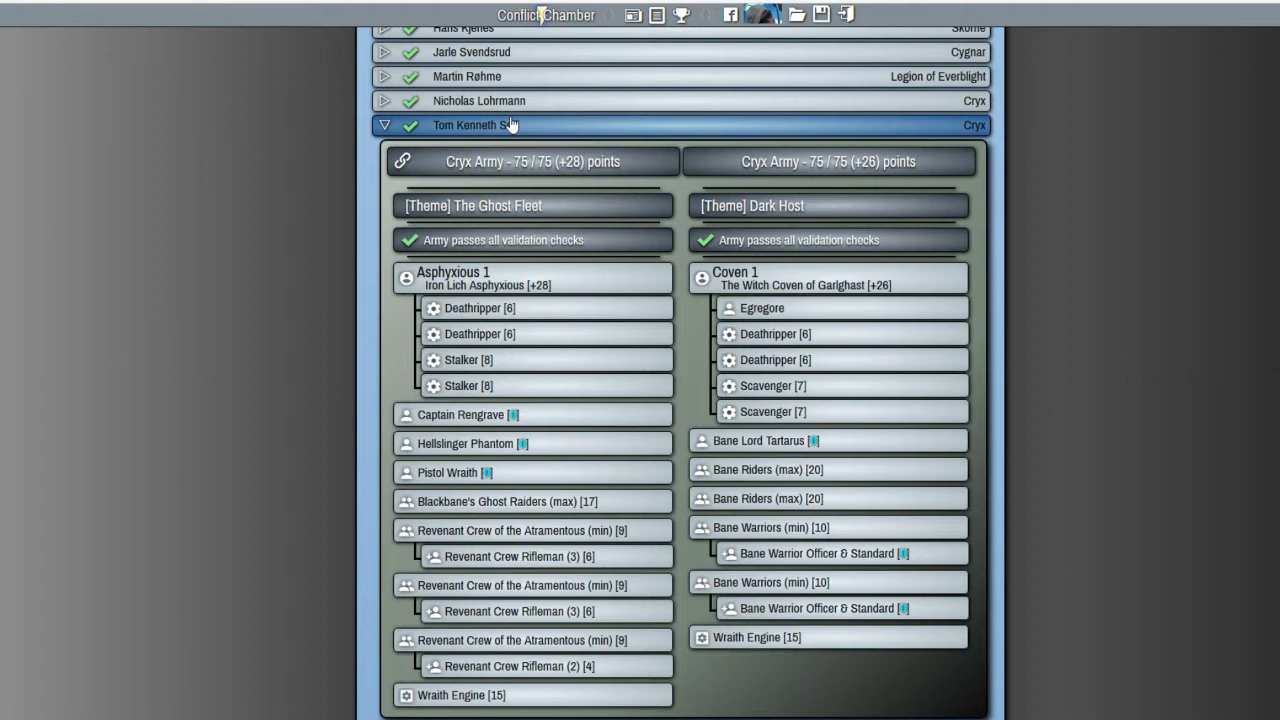 Conflict Chamber
Hans Kjenes Skorne
Jarle Svendsrud Cygnar
Martin Røhme Legion of Everblight
Nicholas Lohrmann Cryx
Tom Kenneth Cryx
Cryx Army - 75 / 75 (+28) points
[Theme] The Ghost Fleet
Army passes all validation checks
Asphyxious 1
Iron Lich Asphyxious [+28]
Deathripper [6]
Deathripper [6]
Stalker [8]
Stalker [8]
Captain Rengrave
Hellslinger Phantom
Pistol Wraith
Blackbane's Ghost Raiders (max) [17]
Revenant Crew of the Atramentous (min) [9]
Revenant Crew Rifleman (3) [6]
Revenant Crew of the Atramentous (min) [9]
Revenant Crew Rifleman (3) [6]
Revenant Crew of the Atramentous (min) [9]
Revenant Crew Rifleman (2) [4]
Wraith Engine [15]
Cryx Army - 75 / 75 (+26) points
[Theme] Dark Host
Army passes all validation checks
Coven 1
The Witch Coven of Garlghast [+26]
Egregore
Deathripper [6]
Deathripper [6]
Scavenger [7]
Scavenger [7]
Bane Lord Tartarus
Bane Riders (max) [20]
Bane Riders (max) [20]
Bane Warriors (min) [10]
Bane Warrior Officer & Standard
Bane Warriors (min) [10]
Bane Warrior Officer & Standard
Wraith Engine [15]